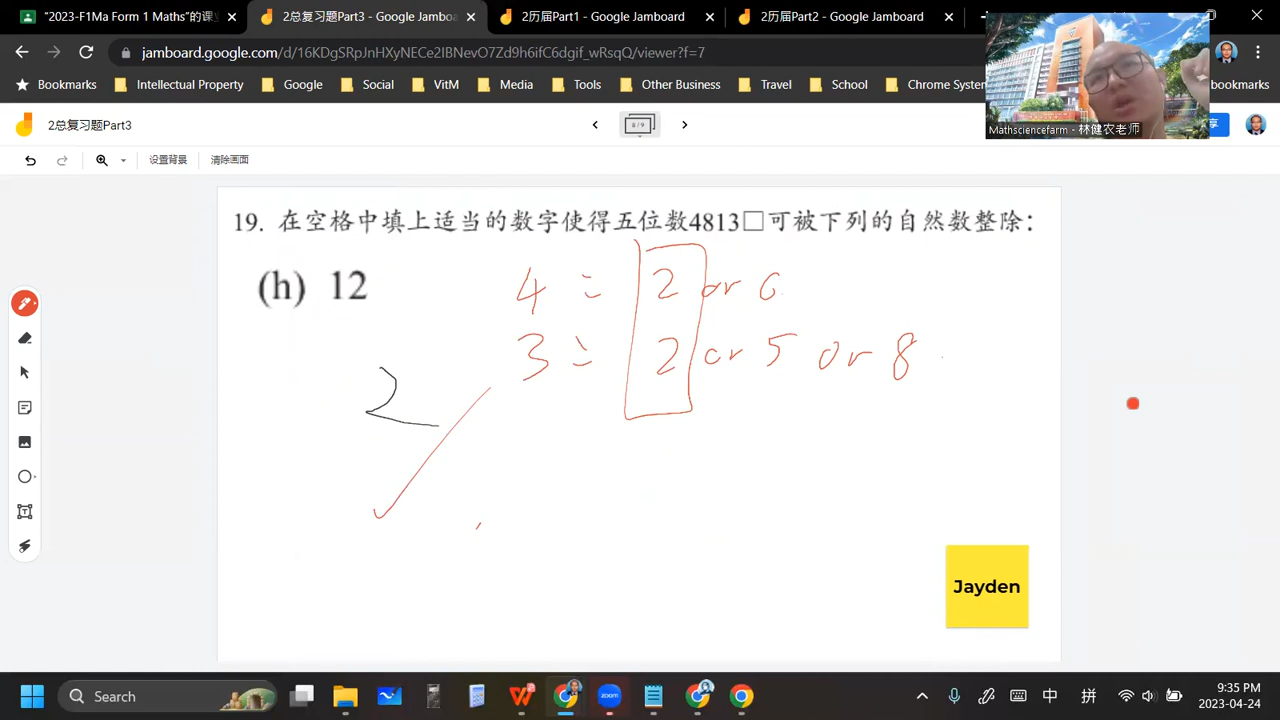 "2023-F1Ma Form 1 Maths"的课堂
2总复习题Part3 - Google Jamboa
2历届Part1 - Google Jamboard
2历届Part2 - Google Jamboard
jamboard.google.com/d/16KDqSRpJnHXyNECe2IBNevO7Zd9h6ifC6dgif_wRsqQ/viewer?f=7
Bookmarks
Intellectual Property
Social
VitM
Media
Tools
Other Business
Travel
School
Chrome System
Bookmarks
Mathsciencefarm - 林健农老师
2总复习题Part3
8/9
享
设置背景
清除画面
19. 在空格中填上适当的数字使得五位数4813□可被下列的自然数整除:
(h) 12
4 = 2 or 6
3 = 2 or 5 or 8
2
Jayden
Search
中
拼
9:35 PM
2023-04-24